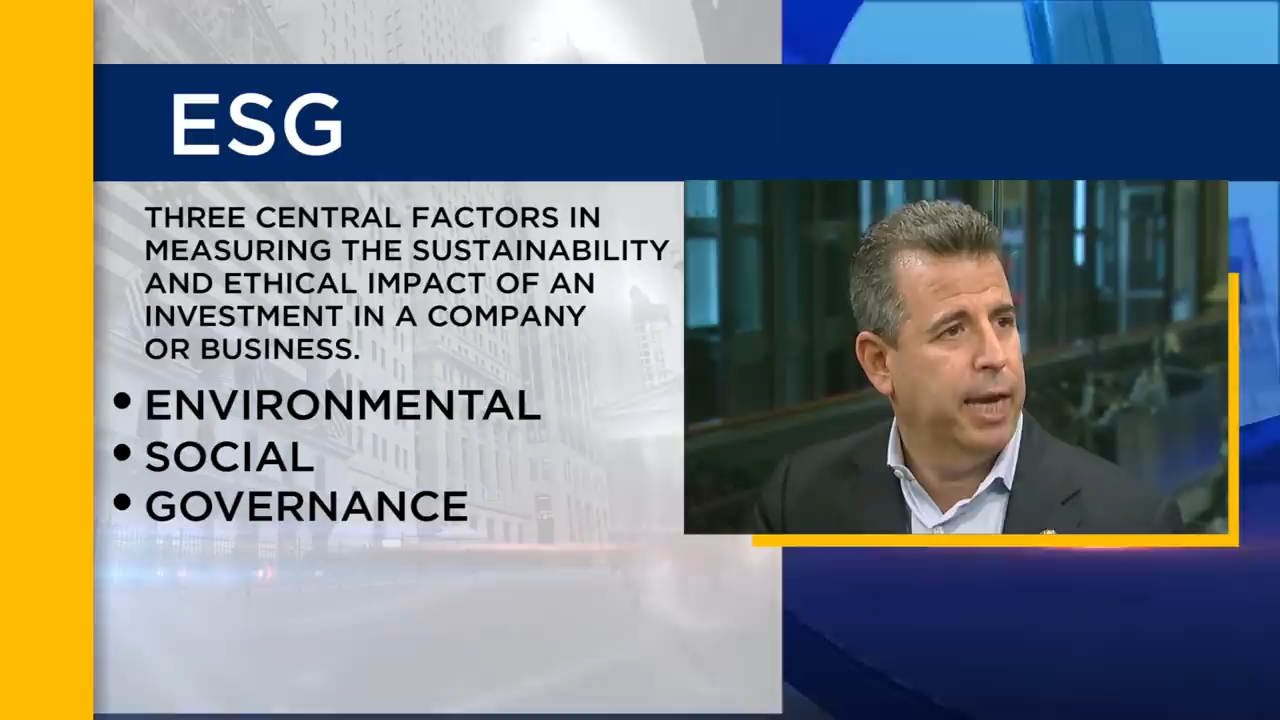 ESG
THREE CENTRAL FACTORS IN
MEASURING THE SUSTAINABILITY
AND ETHICAL IMPACT OF AN
INVESTMENT IN A COMPANY
OR BUSINESS.
• ENVIRONMENTAL
• SOCIAL
• GOVERNANCE